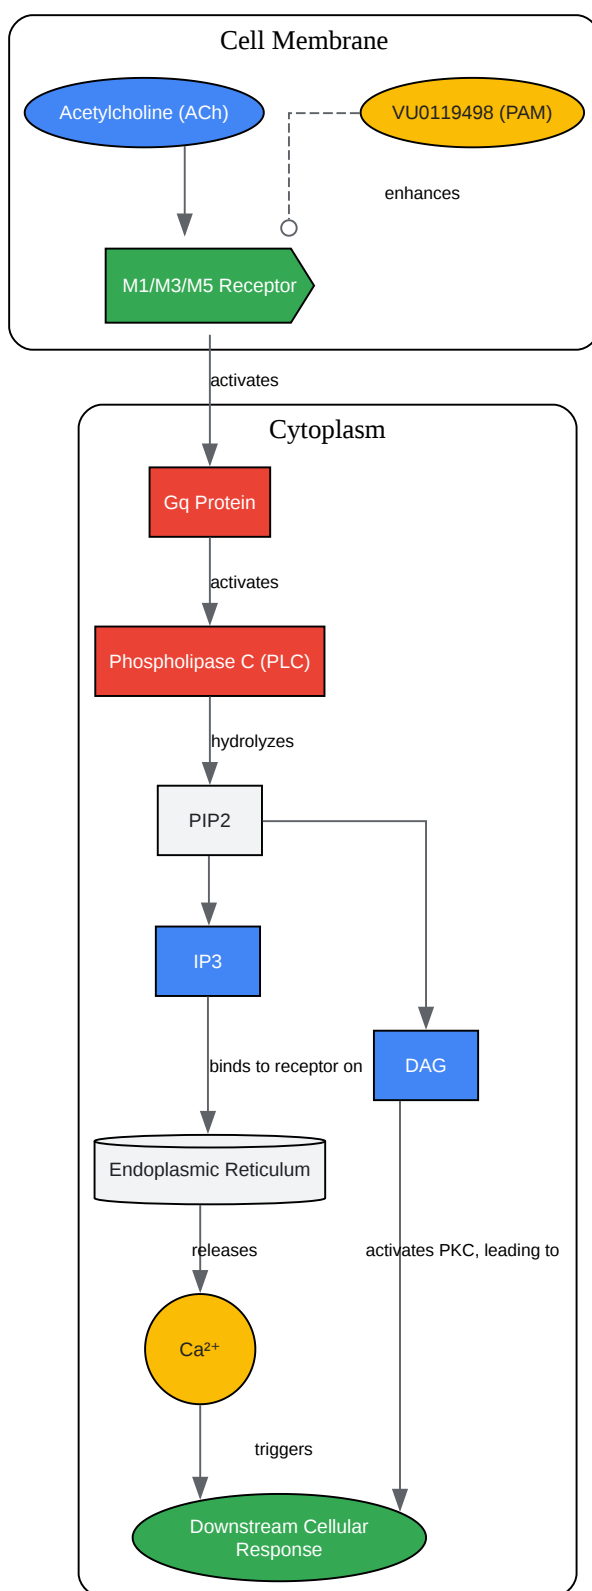 Cell Membrane
Acetylcholine (ACh)
VU0119498 (PAM)
enhances
M1/M3/M5 Receptor
activates
Cytoplasm
Gq Protein
activates
Phospholipase C (PLC)
hydrolyzes
PIP2
IP3
binds to receptor on
DAG
Endoplasmic Reticulum
releases
activates PKC, leading to
Ca²⁺
triggers
Downstream Cellular
Response